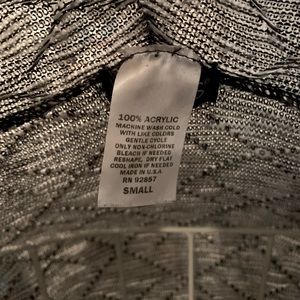 100% ACRYLIC
MACHINE WASH COLD
WITH LIKE COLORS
GENTLE CYCLE
ONLY NON-CHLORINE
BLEACH IF NEEDED
RESHAPE, DRY FLAT
COOL IRON IF NEEDED
MADE IN U.S.A
RN 92857
SMALL